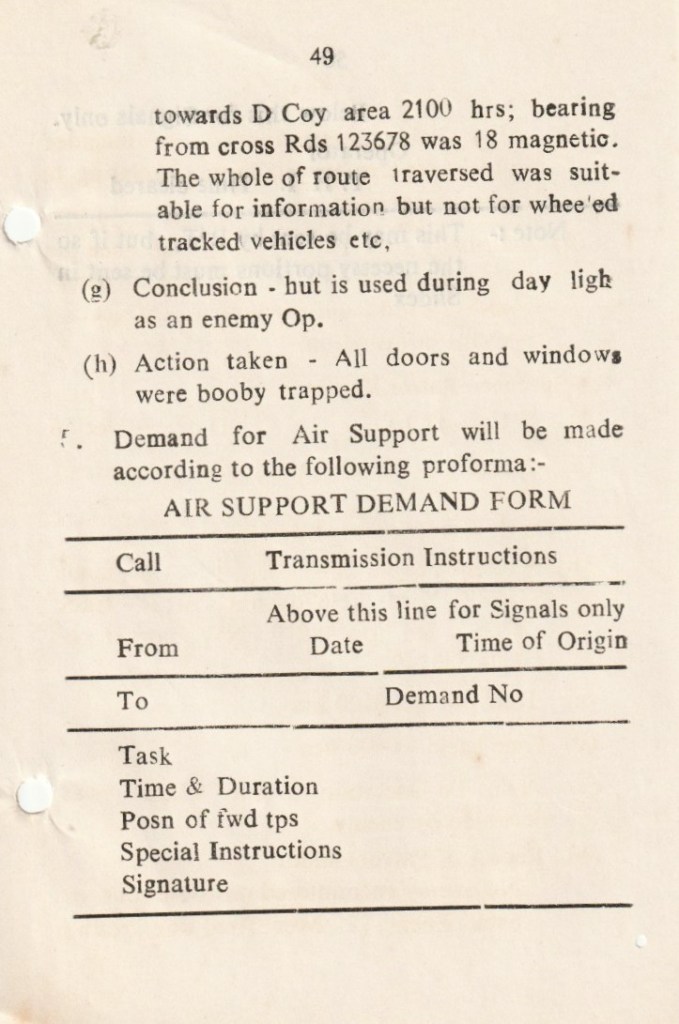 49
towards D Coy area 2100 hrs; bearing
from cross Rds 123678 was 18 magnetic.
The whole of route traversed was suit-
able for information but not for whee'ed
tracked vehicles etc,
(g) Conclusion - hut is used during day ligh
as an enemy Op.
(h) Action taken - All doors and windows
were booby trapped.
5. Demand for Air Support will be made
according to the following proforma:-
AIR SUPPORT DEMAND FORM
Call Transmission Instructions
Above this line for Signals only
From Date Time of Origin
To Demand No
Task
Time & Duration
Posn of fwd tps
Special Instructions
Signature